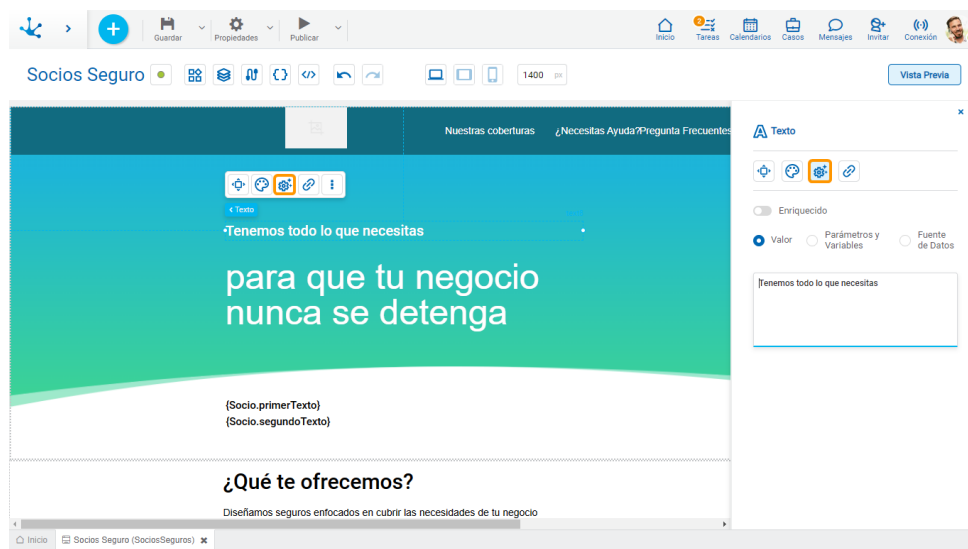 Guardar
Propiedades
Publicar
Inicio
2
Tareas
Calendarios
Casos
Mensajes
Invitar
Conexión
Socios Seguro
1400 px
Vista Previa
Nuestras coberturas
¿Necesitas Ayuda?Pregunta Frecuentes
Texto
Tenemos todo lo que necesitas
para que tu negocio
nunca se detenga
{Socio.primerTexto}
{Socio.segundoTexto}
¿Qué te ofrecemos?
Diseñamos seguros enfocados en cubrir las necesidades de tu negocio
Texto
Enriquecido
Valor
Parámetros y
Variables
Fuente
de Datos
Tenemos todo lo que necesitas
Inicio
Socios Seguro (SociosSeguros)